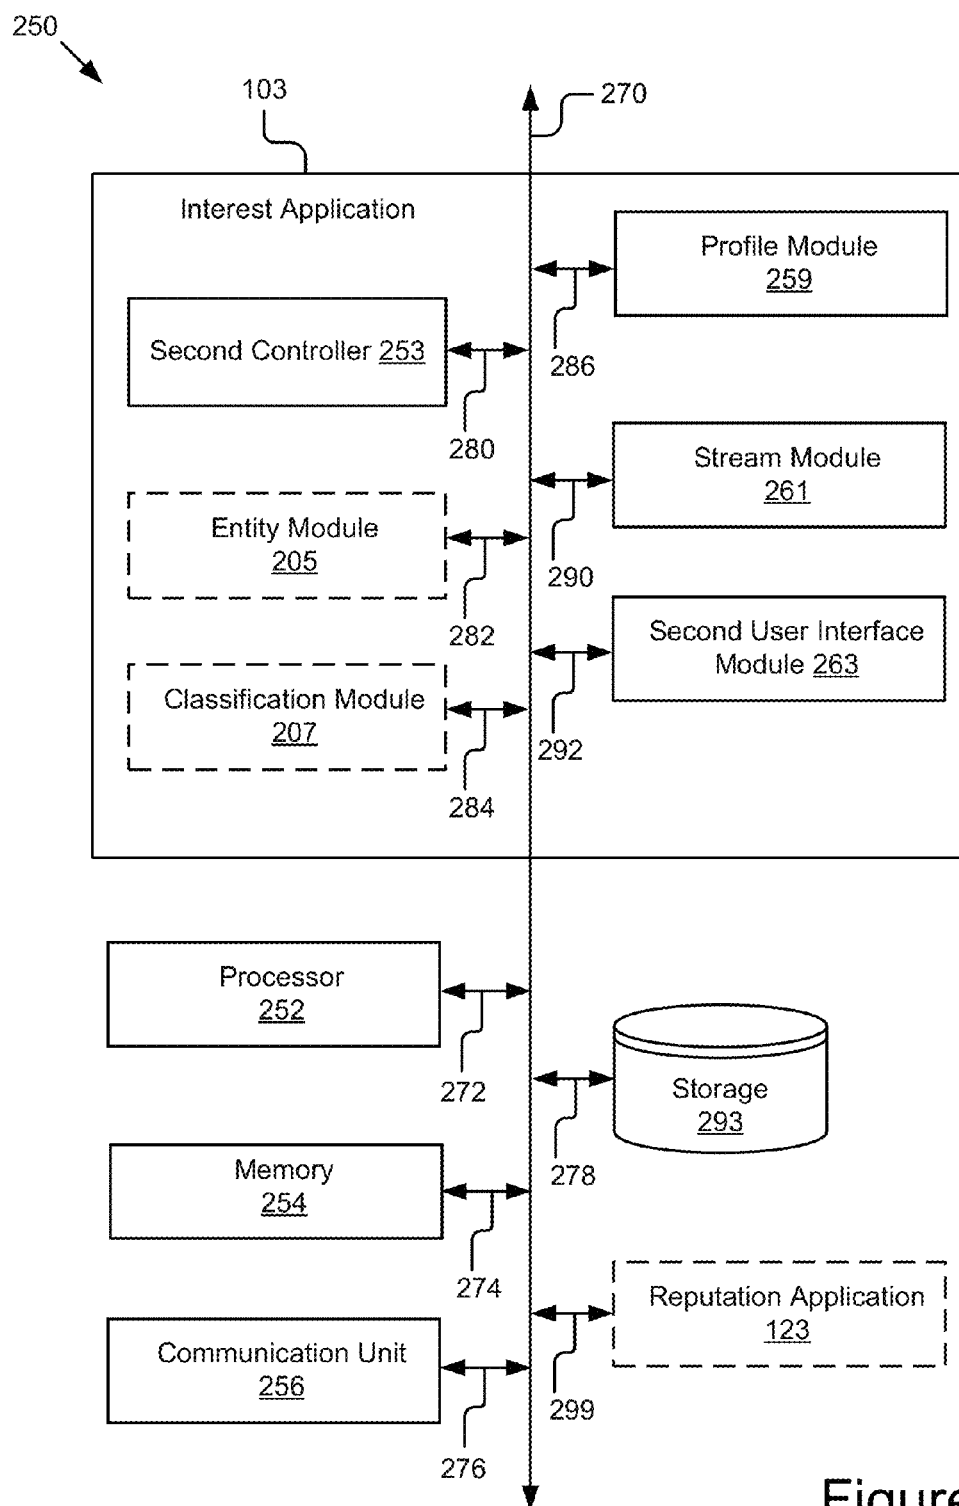 250
103
270
Interest Application
Profile Module
259
286
Second Controller 253
280
Stream Module
261
290
Entity Module
205
282
Second User Interface
Module 263
292
Classification Module
207
284
Processor
252
272
Storage
293
278
Memory
254
274
Reputation Application
123
299
Communication Unit
256
276
Figure